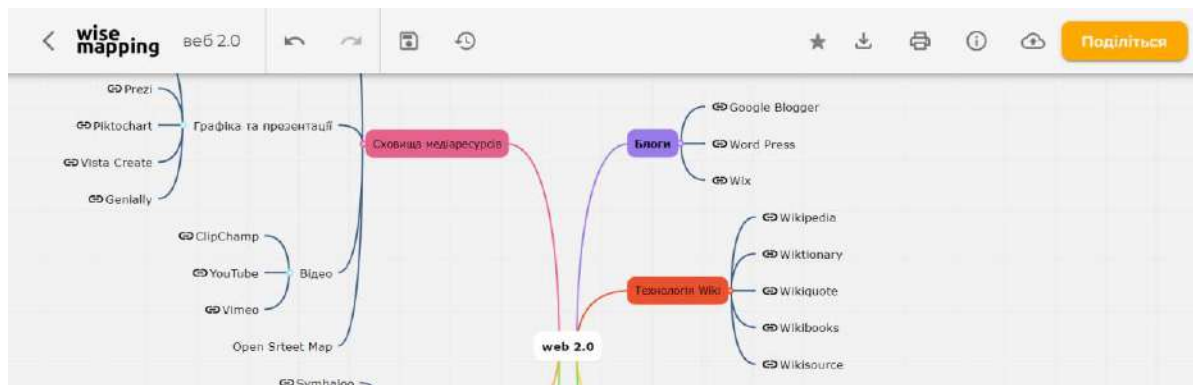 wise
mapping
веб 2.0
Поділіться
Prezi
Piktochart
Графіка та презентації
Vista Create
Genially
Сховища медіаресурсів
ClipChamp
YouTube
Відео
Vimeo
Open Srteet Map
Symbaloo
web 2.0
Блоги
Google Blogger
Word Press
Wix
Технологія Wiki
Wikipedia
Wiktionary
Wikiquote
Wikibooks
Wikisource